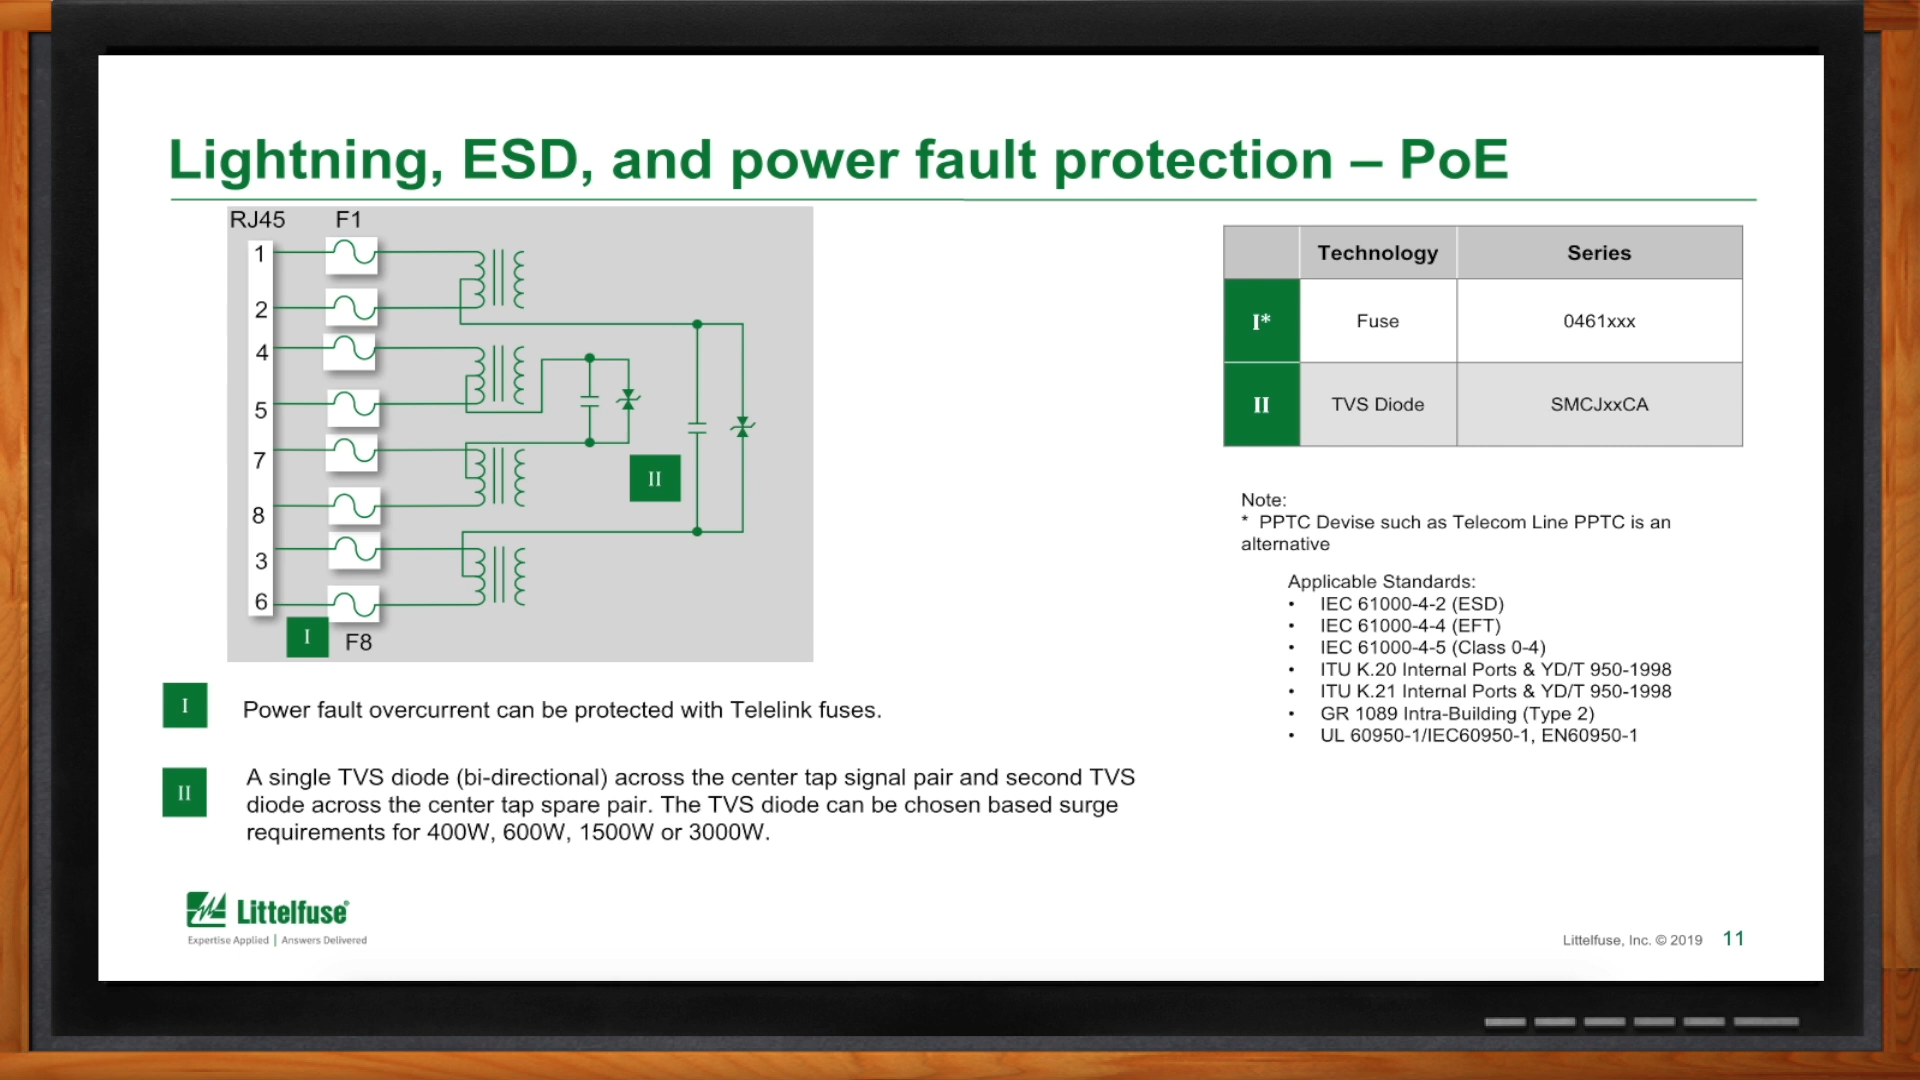 Lightning, ESD, and power fault protection – PoE
RJ45 F1
1
2
4
5
7
8
3
6
II
I F8
Technology Series
I* Fuse 0461xxx
II TVS Diode SMCJxxCA
Note:
* PPTC Devise such as Telecom Line PPTC is an
alternative
Applicable Standards:
• IEC 61000-4-2 (ESD)
• IEC 61000-4-4 (EFT)
• IEC 61000-4-5 (Class 0-4)
• ITU K.20 Internal Ports & YD/T 950-1998
• ITU K.21 Internal Ports & YD/T 950-1998
• GR 1089 Intra-Building (Type 2)
• UL 60950-1/IEC60950-1, EN60950-1
I Power fault overcurrent can be protected with Telelink fuses.
II A single TVS diode (bi-directional) across the center tap signal pair and second TVS
diode across the center tap spare pair. The TVS diode can be chosen based surge
requirements for 400W, 600W, 1500W or 3000W.
Littelfuse®
Expertise Applied | Answers Delivered
Littelfuse, Inc. © 2019 11